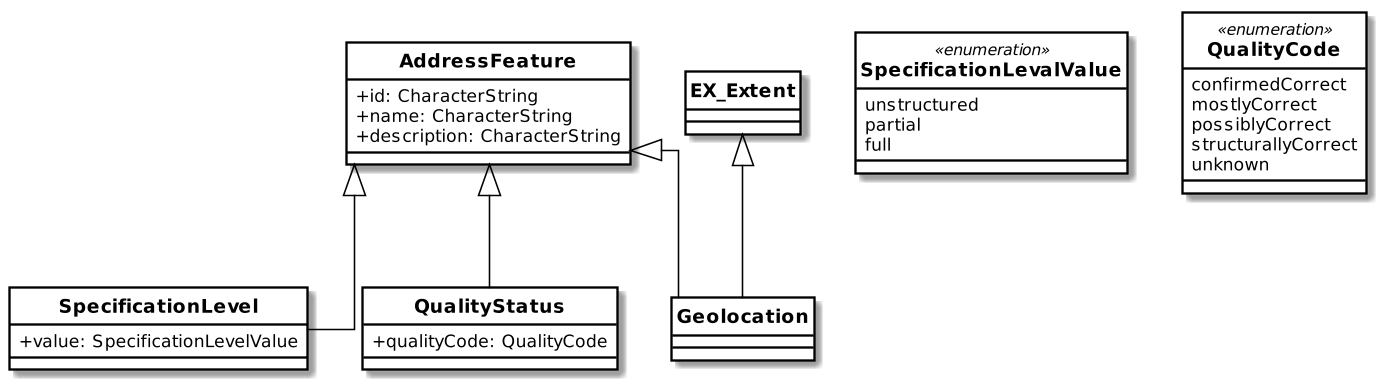 AddressFeature
+id: CharacterString
+name: CharacterString
+description: CharacterString
EX_Extent
«enumeration»
SpecificationLevalValue
unstructured
partial
full
«enumeration»
QualityCode
confirmedCorrect
mostlyCorrect
possiblyCorrect
structurallyCorrect
unknown
SpecificationLevel
+value: SpecificationLevelValue
QualityStatus
+qualityCode: QualityCode
Geolocation